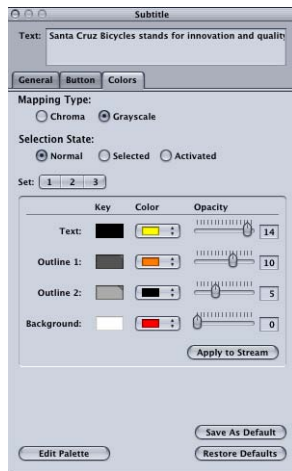 Subtitle
Text: Santa Cruz Bicycles stands for innovation and quality
General Button Colors
Mapping Type:
Chroma Grayscale
Selection State:
Normal Selected Activated
Set: 1 2 3
Key Color Opacity
Text: 14
Outline 1: 10
Outline 2: 5
Background: 0
Apply to Stream
Save As Default
Edit Palette Restore Defaults